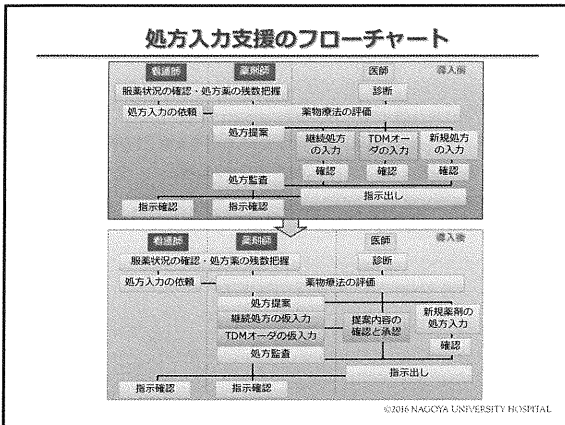 処方入力支援のフローチャート
看護師 薬剤師 医師 導入前
服薬状況の確認・処方薬の残数把握 診断
処方入力の依頼 薬物療法の評価
処方提案 継続処方の入力 TDMオーダの入力 新規処方の入力
確認 確認 確認
処方監査
指示出し
指示確認 指示確認
看護師 薬剤師 医師 導入後
服薬状況の確認・処方薬の残数把握 診断
処方入力の依頼 薬物療法の評価
処方提案
継続処方の仮入力 提案内容の確認と承認 新規薬剤の処方入力
TDMオーダの仮入力
処方監査 確認
指示出し
指示確認 指示確認
©2016 NAGOYA UNIVERSITY HOSPITAL